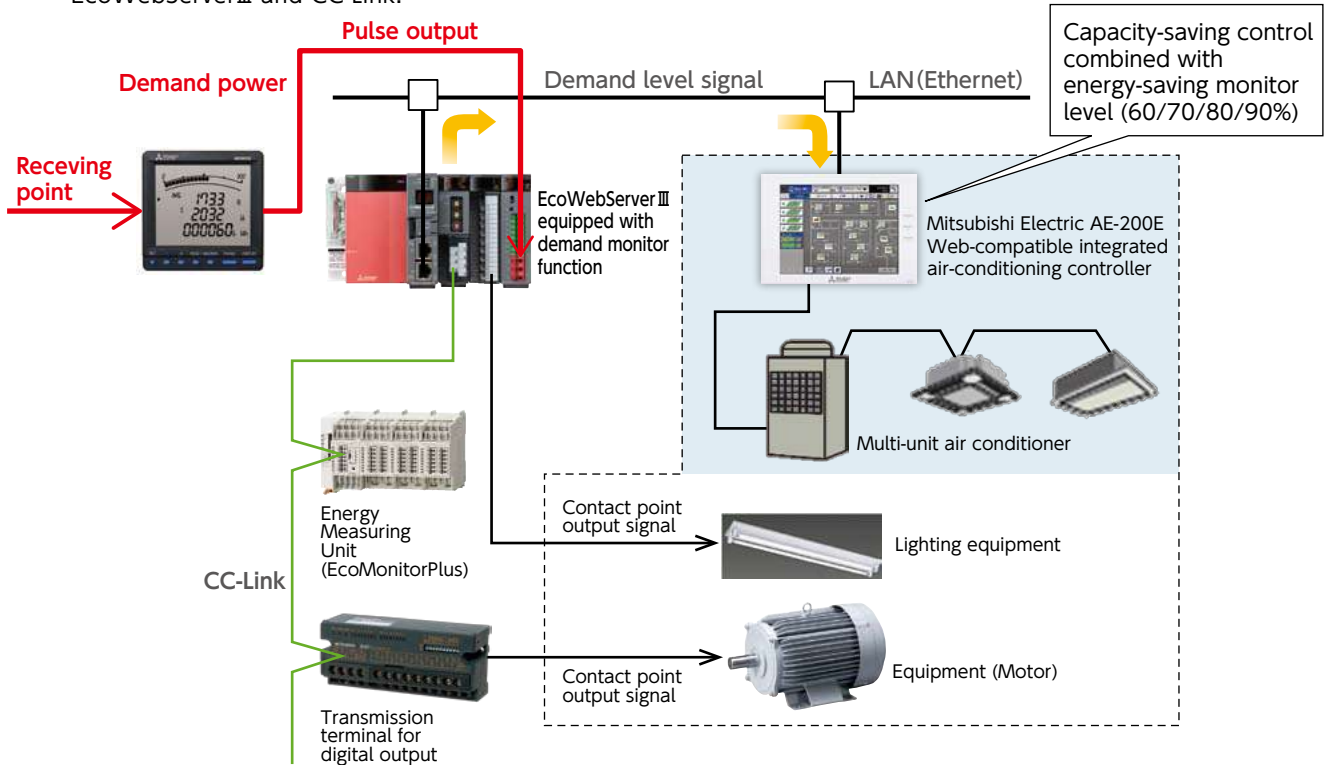 EcoWebServerⅢ and CC-Link.
Pulse output
Demand power
Demand level signal
LAN(Ethernet)
Capacity-saving control
combined with
energy-saving monitor
level (60/70/80/90%)
Receving
point
1733
2032
000060
EcoWebServerⅢ
equipped with
demand monitor
function
Mitsubishi Electric AE-200E
Web-compatible integrated
air-conditioning controller
Multi-unit air conditioner
Energy
Measuring
Unit
(EcoMonitorPlus)
Contact point
output signal
Lighting equipment
CC-Link
Contact point
output signal
Equipment (Motor)
Transmission
terminal for
digital output